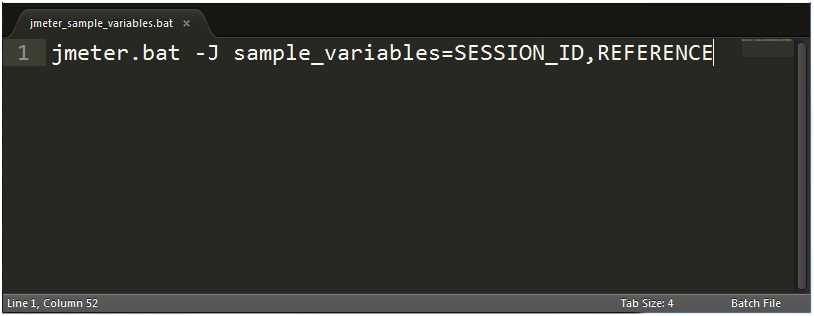 jmeter_sample_variables.bat ×
1 jmeter.bat -J sample_variables=SESSION_ID,REFERENCE
Line 1, Column 52 Tab Size: 4 Batch File